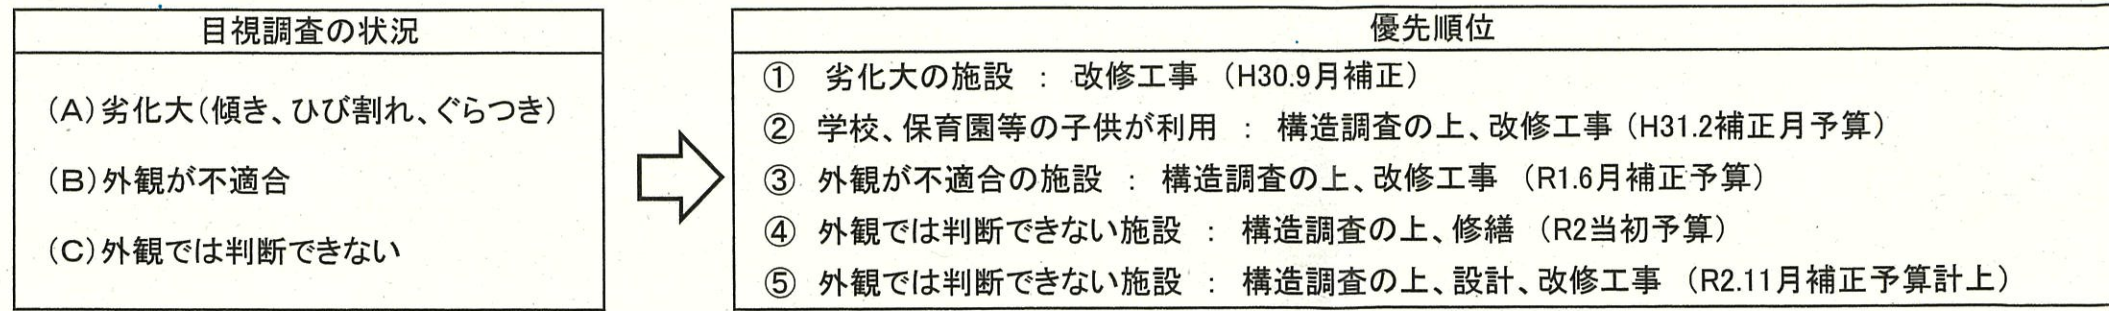 目視調査の状況
(A)劣化大(傾き、ひび割れ、ぐらつき)
(B)外観が不適合
(C)外観では判断できない
優先順位
① 劣化大の施設 : 改修工事 (H30.9月補正)
② 学校、保育園等の子供が利用 : 構造調査の上、改修工事 (H31.2補正月予算)
③ 外観が不適合の施設 : 構造調査の上、改修工事 (R1.6月補正予算)
④ 外観では判断できない施設 : 構造調査の上、修繕 (R2当初予算)
⑤ 外観では判断できない施設 : 構造調査の上、設計、改修工事 (R2.11月補正予算計上)